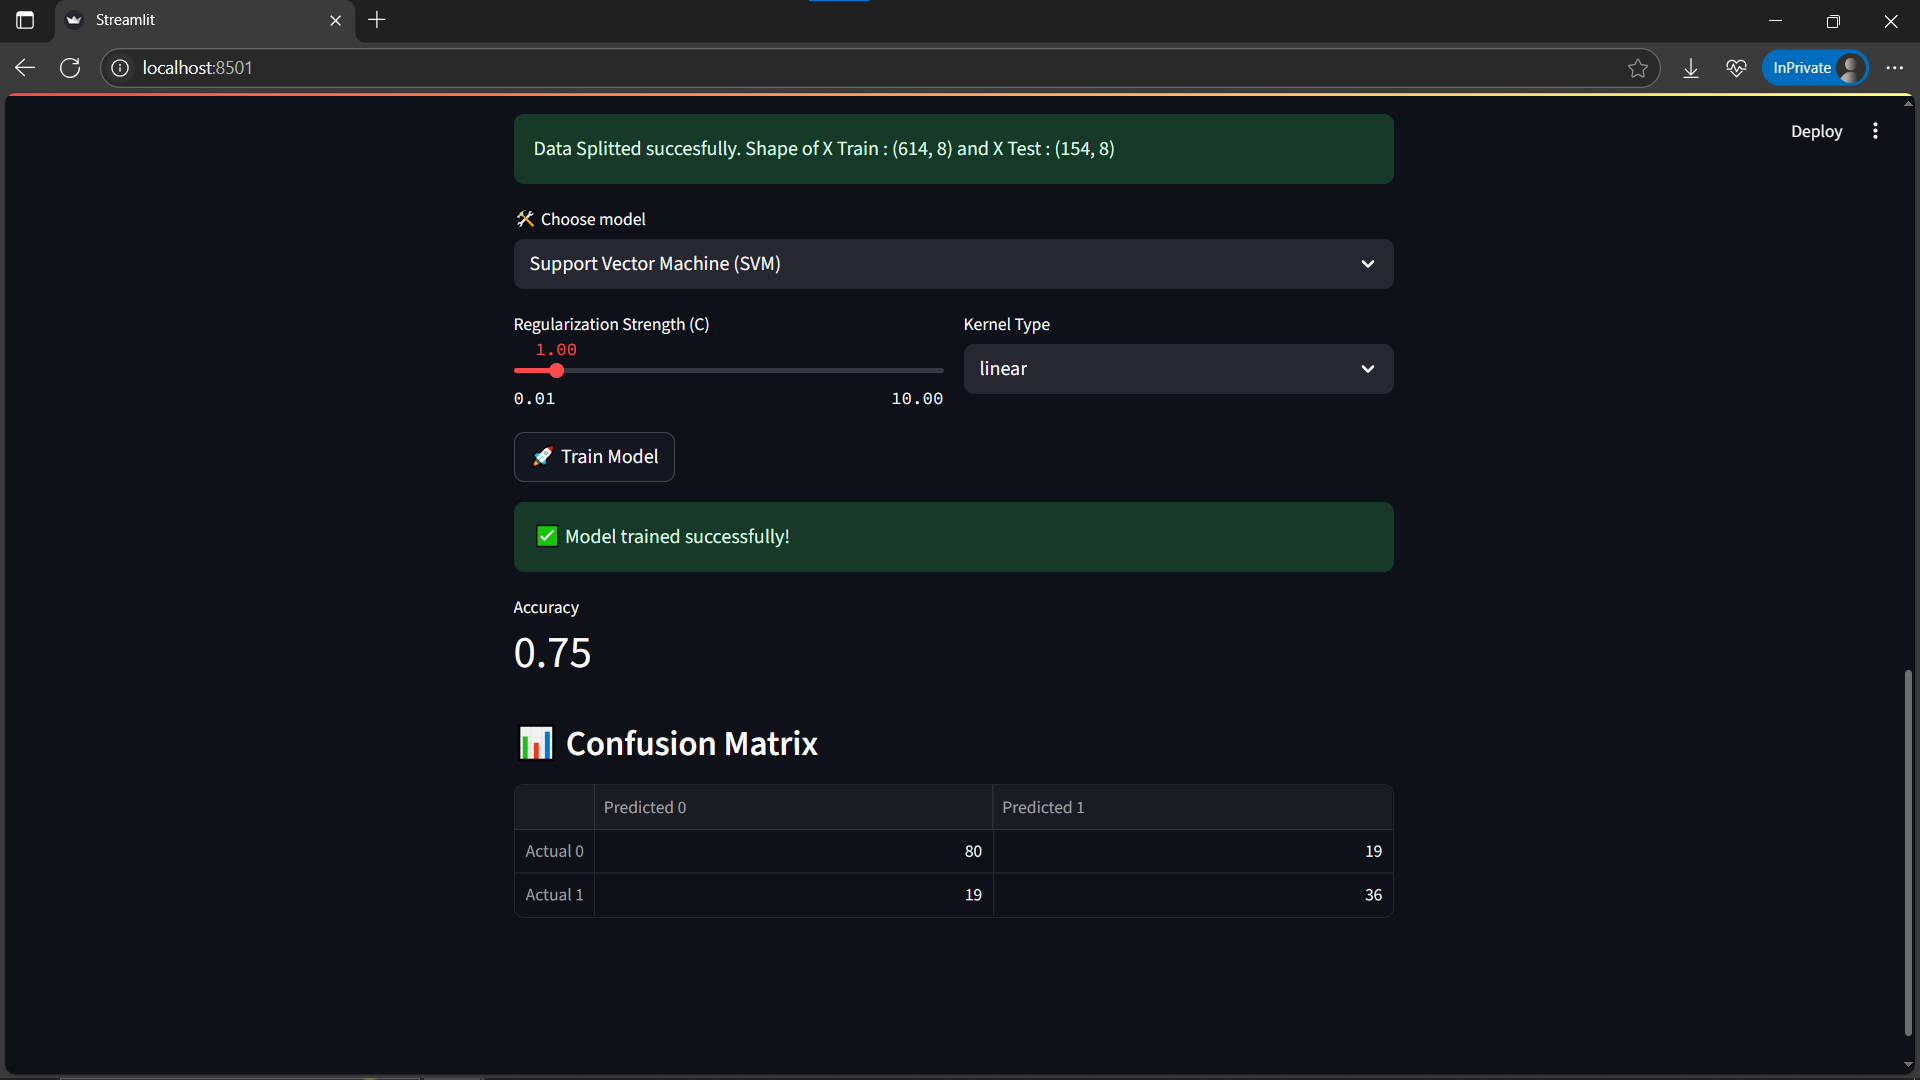 Streamlit
localhost:8501
InPrivate
Deploy
Data Splitted succesfully. Shape of X Train : (614, 8) and X Test : (154, 8)
🛠️ Choose model
Support Vector Machine (SVM)
Regularization Strength (C)
Kernel Type
1.00
linear
0.01
10.00
🚀 Train Model
✅ Model trained successfully!
Accuracy
0.75
📊 Confusion Matrix
Predicted 0 Predicted 1
Actual 0 80 19
Actual 1 19 36